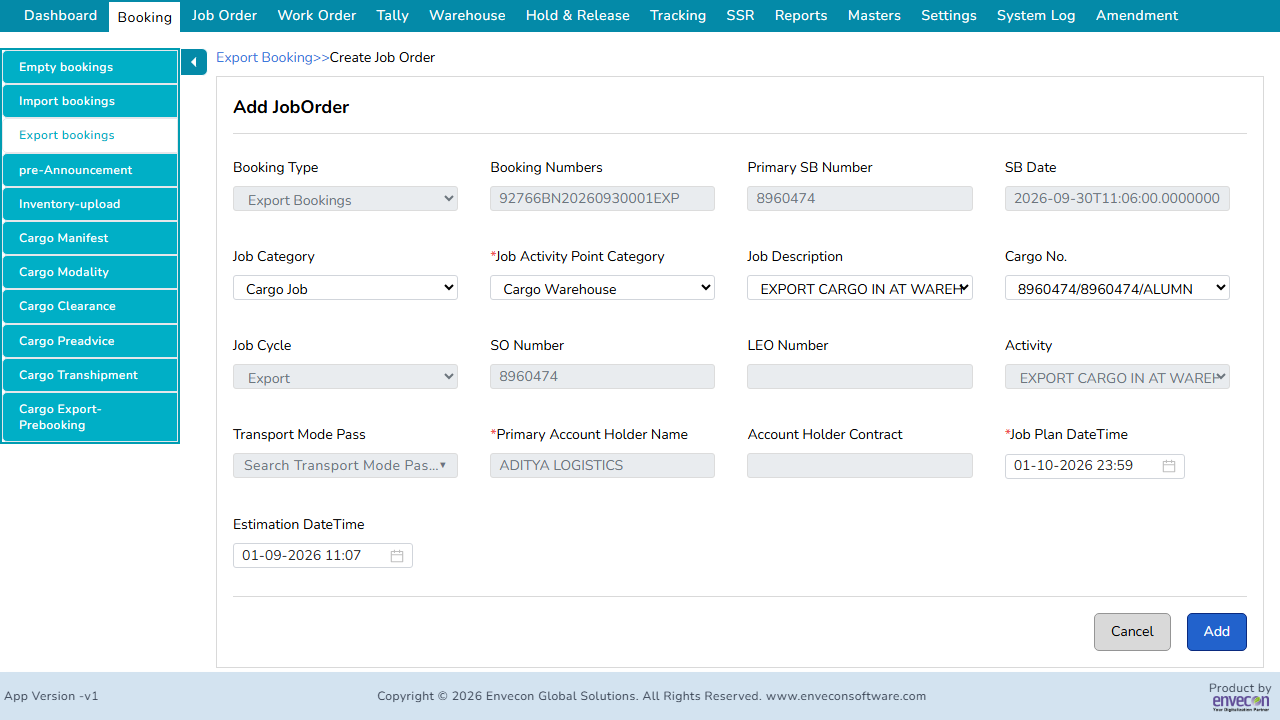 Dashboard Booking Job Order Work Order Tally Warehouse Hold & Release Tracking SSR Reports Masters Settings System Log Amendment
Empty bookings
Import bookings
Export bookings
pre-Announcement
Inventory-upload
Cargo Manifest
Cargo Modality
Cargo Clearance
Cargo Preadvice
Cargo Transhipment
Cargo Export-
Prebooking
Export Booking>>Create Job Order
Add JobOrder
Booking Type Booking Numbers Primary SB Number SB Date
Export Bookings 92766BN20260930001EXP 8960474 2026-09-30T11:06:00.0000000
Job Category *Job Activity Point Category Job Description Cargo No.
Cargo Job Cargo Warehouse EXPORT CARGO IN AT WAREH 8960474/8960474/ALUMN
Job Cycle SO Number LEO Number Activity
Export 8960474 EXPORT CARGO IN AT WAREH
Transport Mode Pass *Primary Account Holder Name Account Holder Contract *Job Plan DateTime
Search Transport Mode Pas... ADITYA LOGISTICS 01-10-2026 23:59
Estimation DateTime
01-09-2026 11:07
Cancel Add
App Version -v1 Copyright © 2026 Envecon Global Solutions. All Rights Reserved. www.enveconsoftware.com Product by
envecon
Your Digitalization Partner